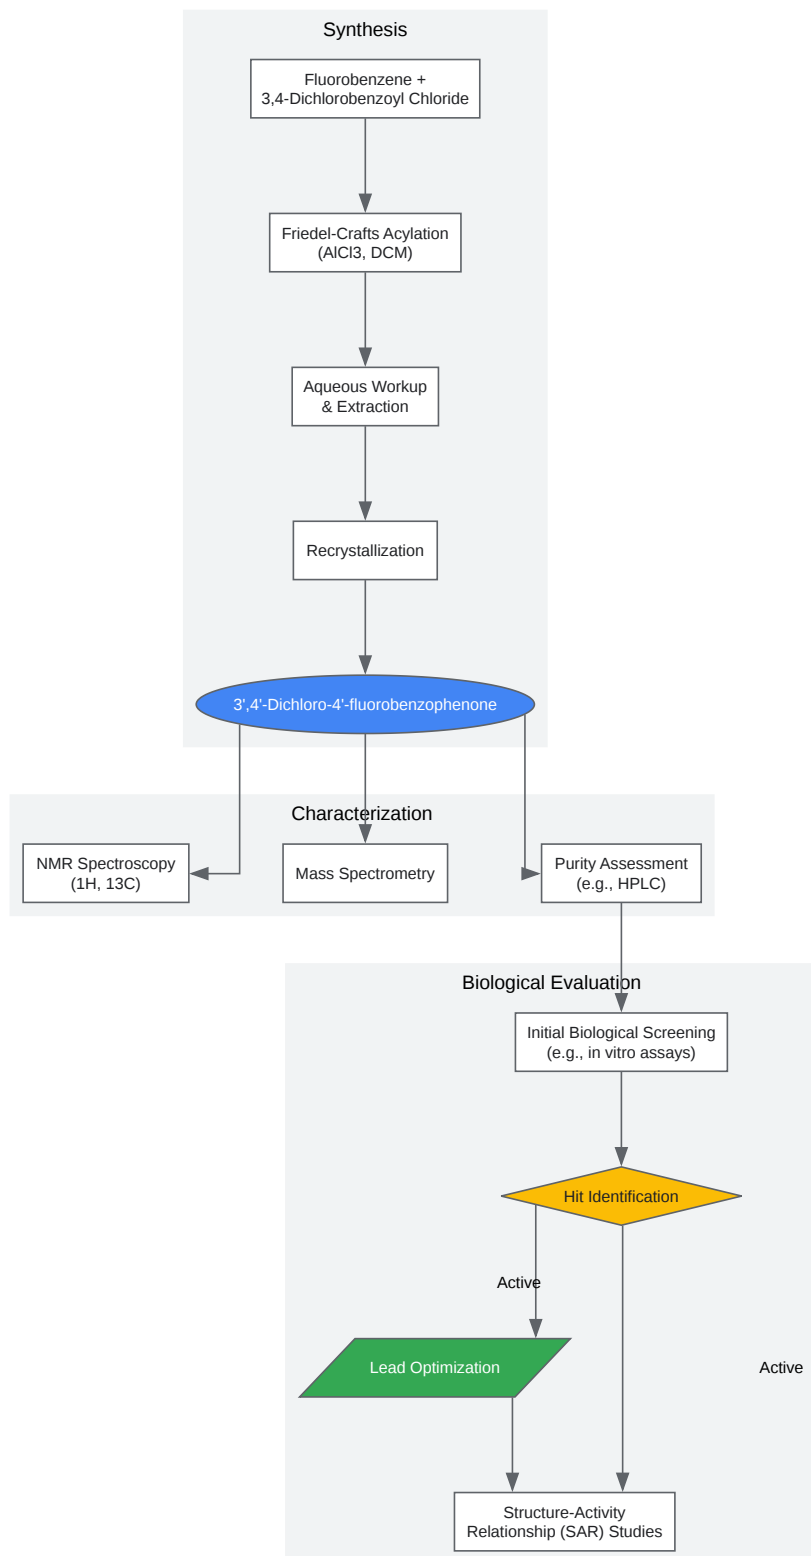 Synthesis
Fluorobenzene +
3,4-Dichlorobenzoyl Chloride
Friedel-Crafts Acylation
(AlCl3, DCM)
Aqueous Workup
& Extraction
Recrystallization
3',4'-Dichloro-4'-fluorobenzophenone
Characterization
NMR Spectroscopy
(1H, 13C)
Mass Spectrometry
Purity Assessment
(e.g., HPLC)
Biological Evaluation
Initial Biological Screening
(e.g., in vitro assays)
Hit Identification
Active
Lead Optimization
Active
Structure-Activity
Relationship (SAR) Studies